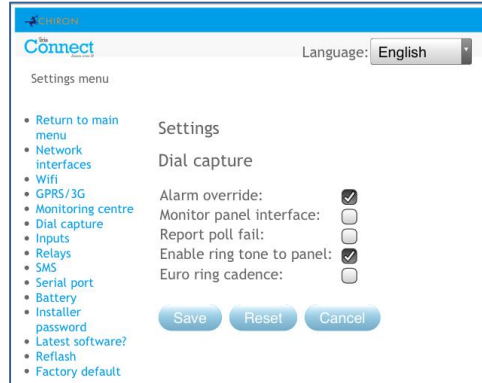 CHIRON
iris
Connect
Language: English
Settings menu
Return to main
menu
Network
interfaces
Wifi
GPRS/3G
Monitoring centre
Dial capture
Inputs
Relays
SMS
Serial port
Battery
Installer
password
Latest software?
Reflash
Factory default
Settings
Dial capture
Alarm override:
Monitor panel interface:
Report poll fail:
Enable ring tone to panel:
Euro ring cadence:
Save Reset Cancel